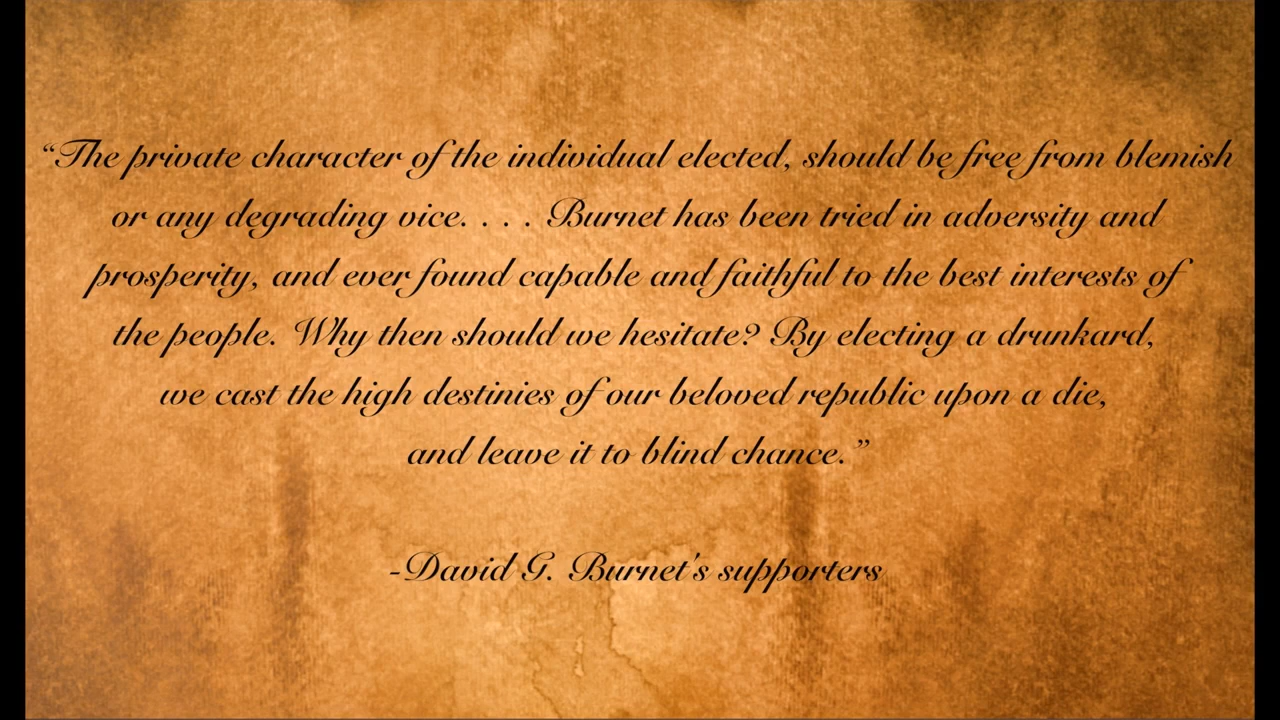 “The private character of the individual elected, should be free from blemish
or any degrading vice. . . . Burnet has been tried in adversity and
prosperity, and ever found capable and faithful to the best interests of
the people. Why then should we hesitate? By electing a drunkard,
we cast the high destinies of our beloved republic upon a die,
and leave it to blind chance.”
-David G. Burnet's supporters